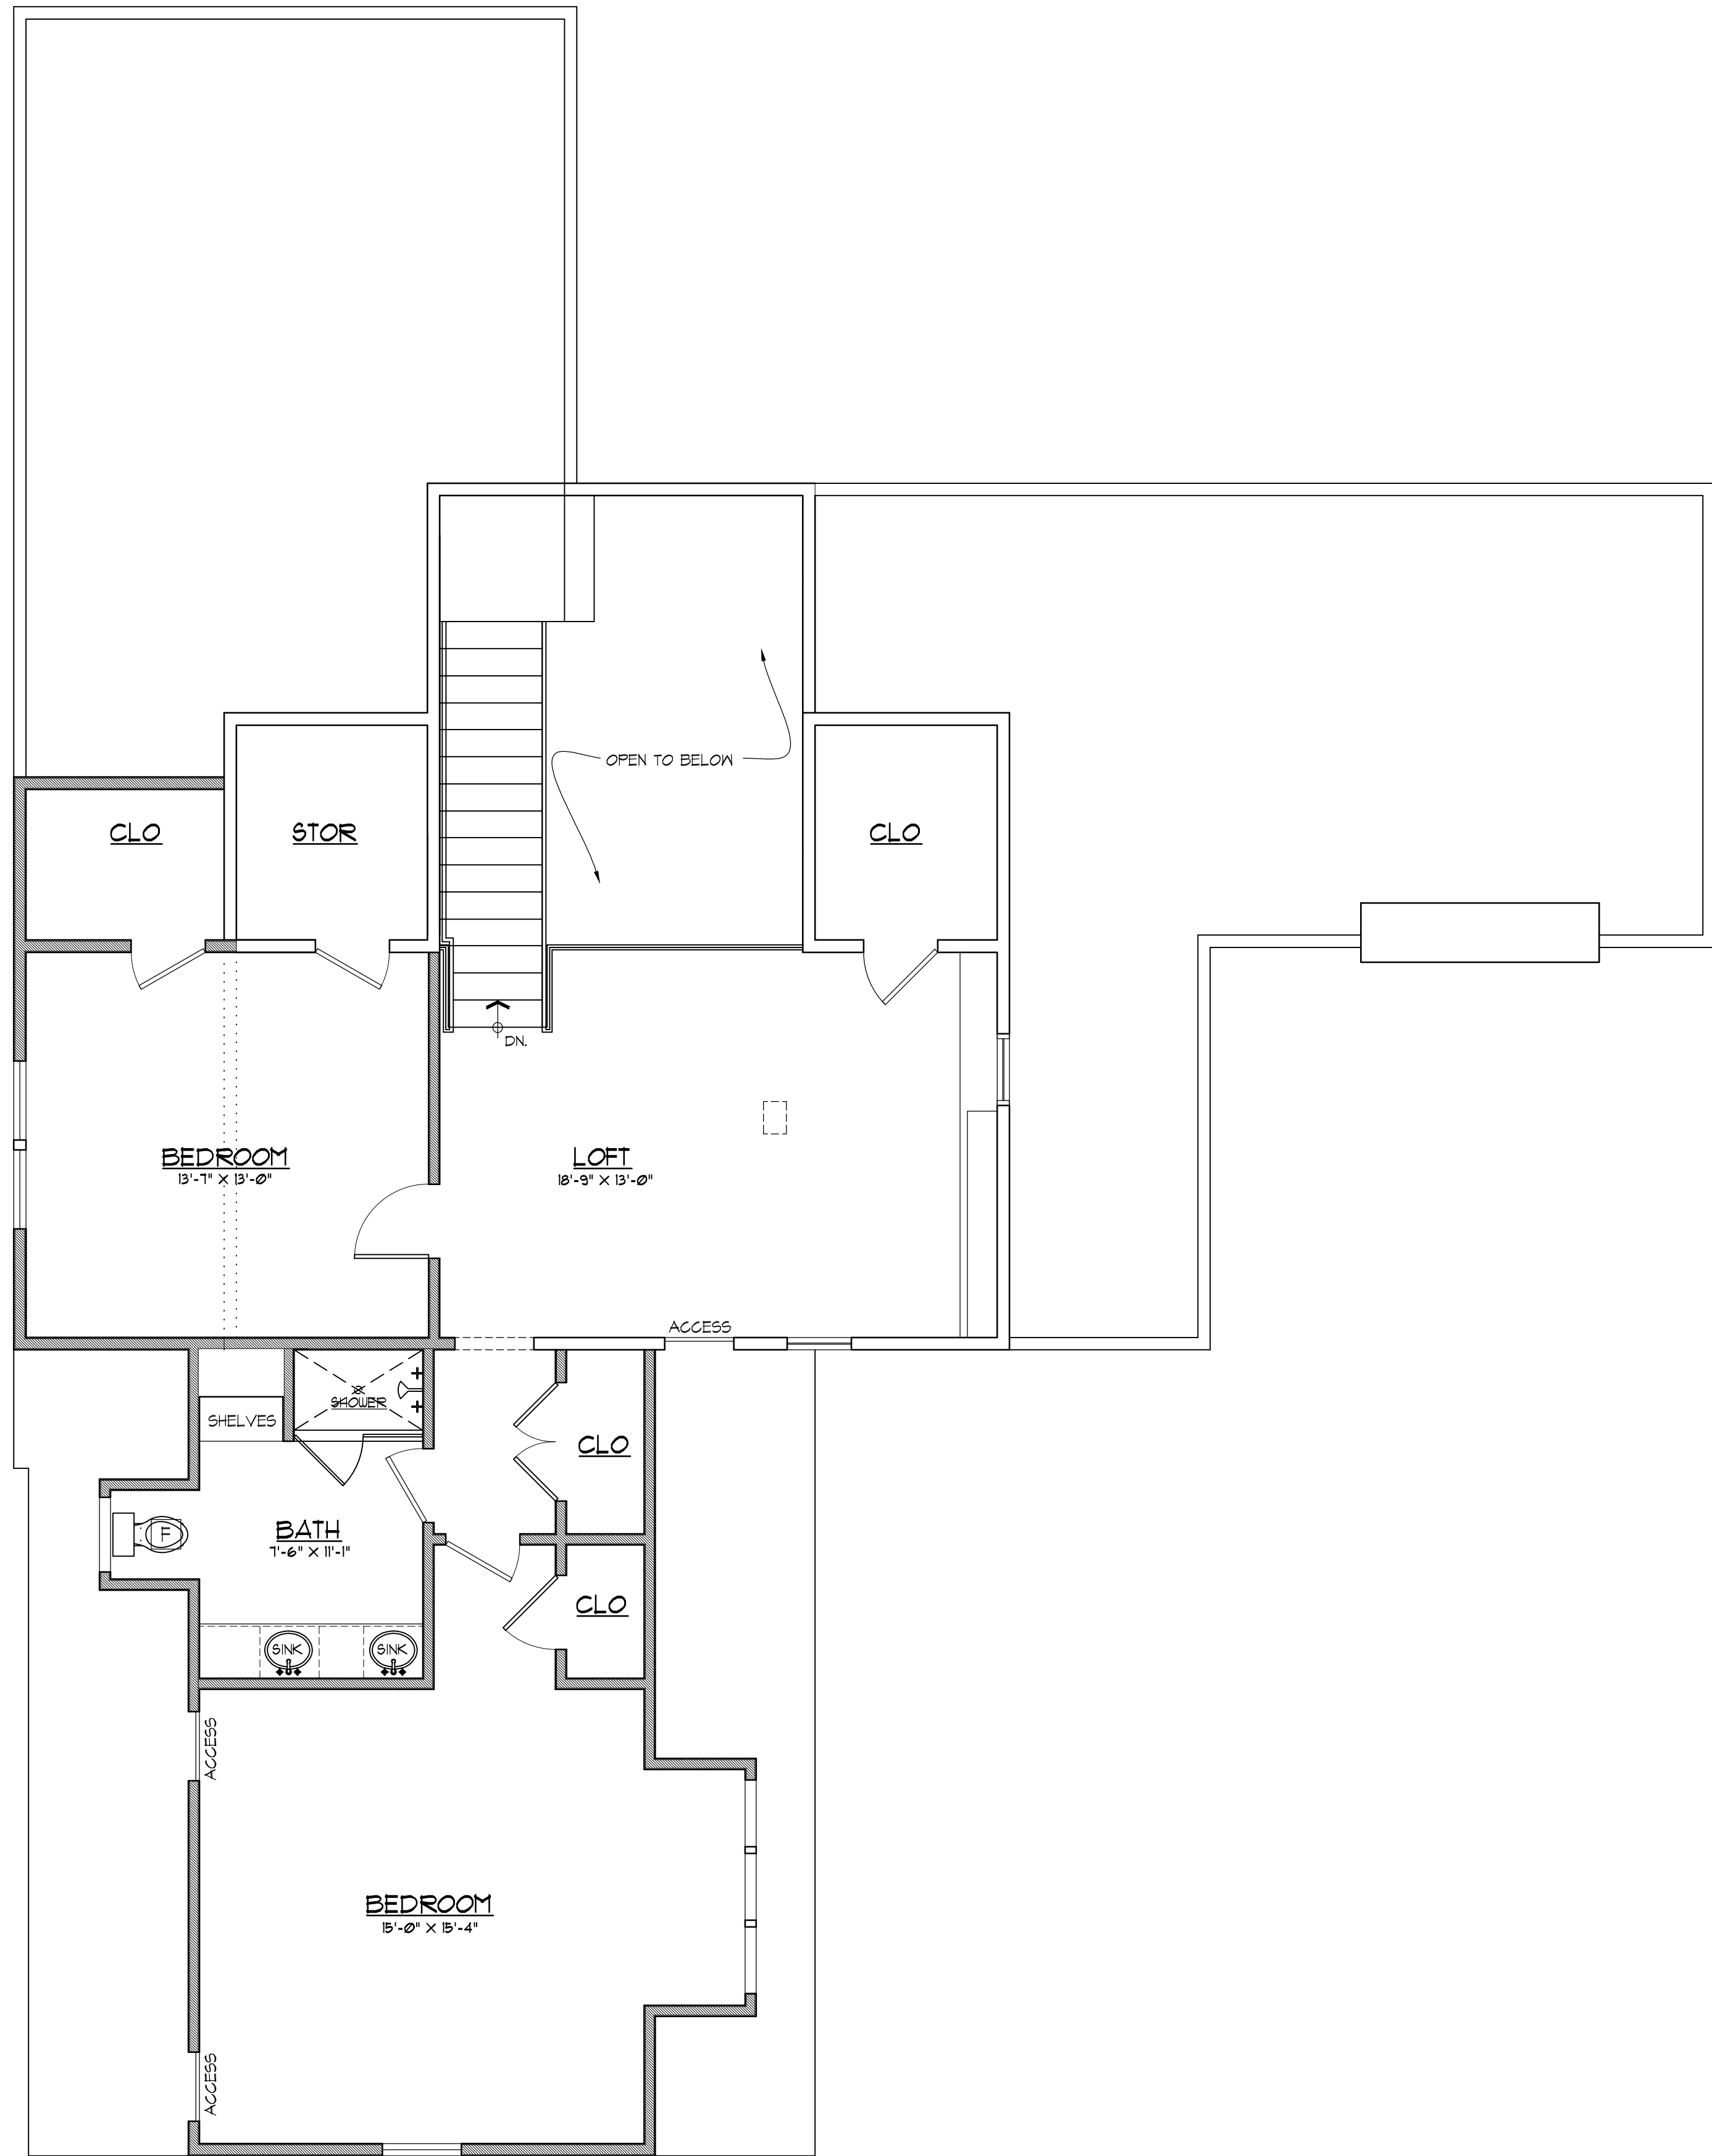 OPEN TO BELOW
CLO
STOR
CLO
DN.
BEDROOM
13'-7" X 13'-0"
LOFT
18'-9" X 13'-0"
ACCESS
SHOWER
SHELVES
CLO
F
BATH
7'-6" X 11'-1"
CLO
SINK
SINK
ACCESS
BEDROOM
15'-0" X 15'-4"
ACCESS